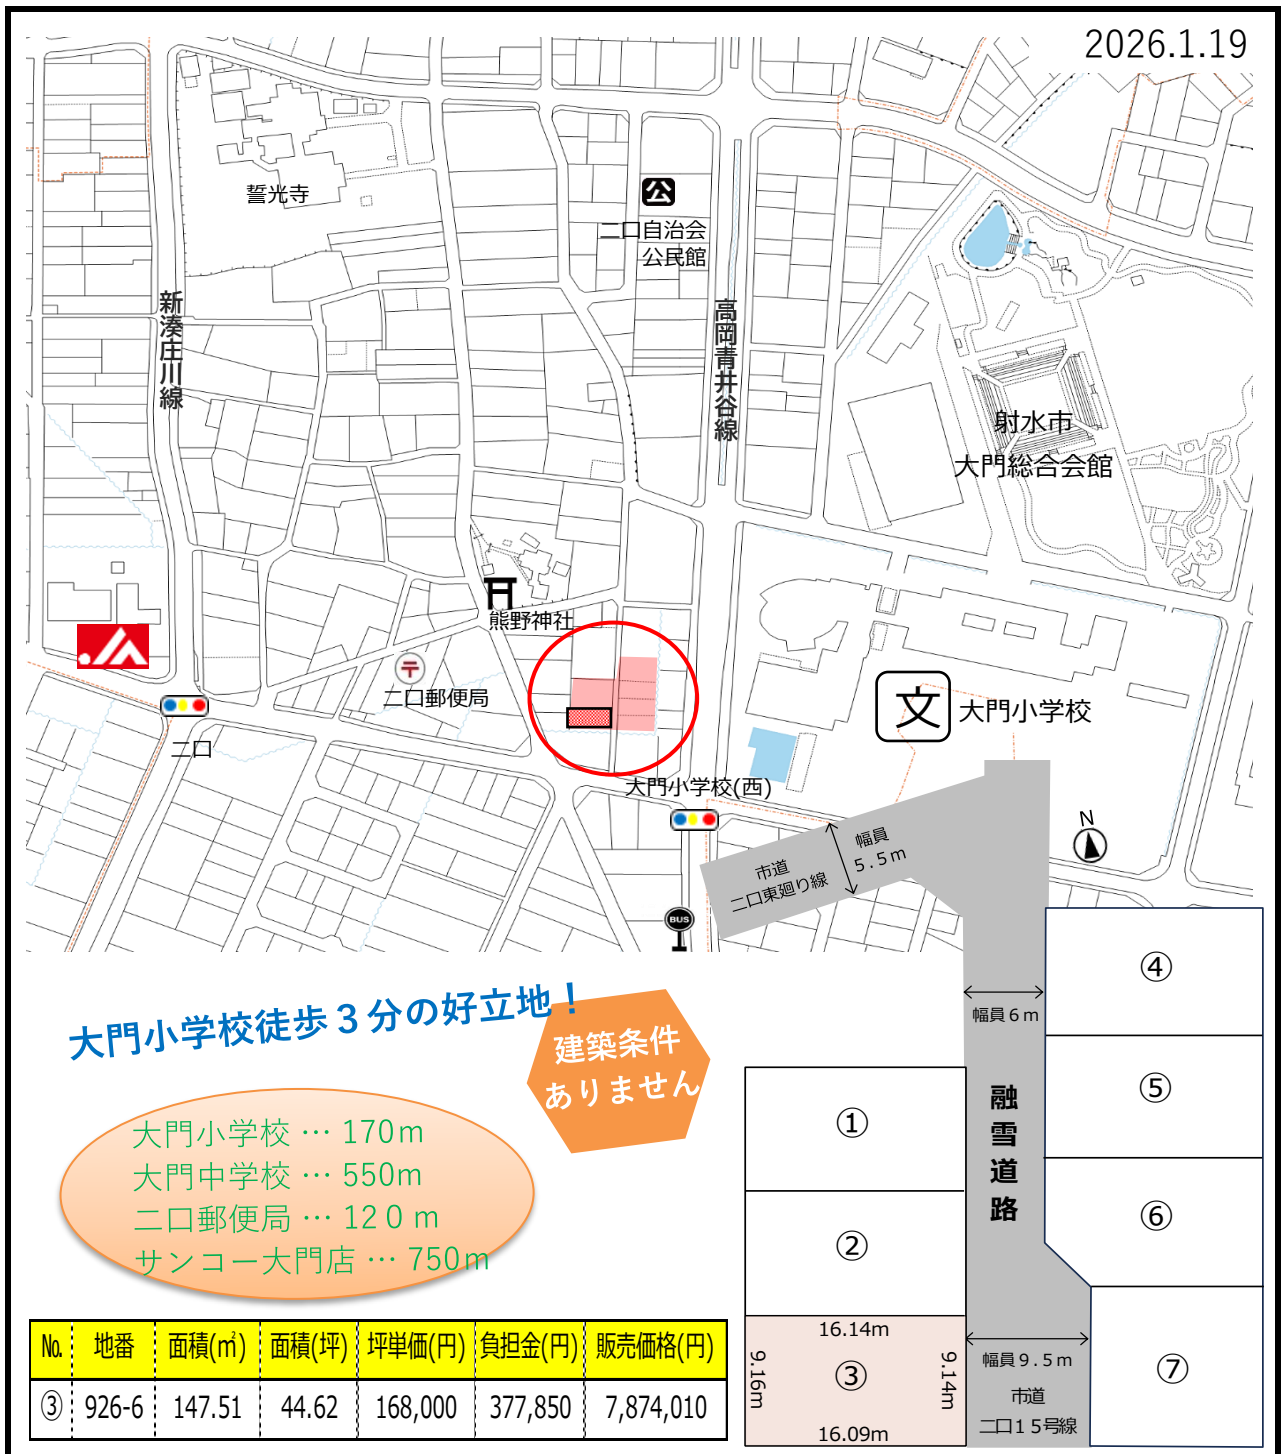 2026.1.19
誓光寺
公
二口自治会
公民館
新湊庄川線
高岡青井谷線
射水市
大門総合会館
熊野神社
二口郵便局
文
大門小学校
二口
大門小学校(西)
N
幅員
5.5m
市道
二口東廻り線
BUS
④
幅員6m
大門小学校徒歩３分の好立地！
建築条件
ありません
⑤
①
融雪道路
大門小学校 … 170m
大門中学校 … 550m
二口郵便局 … 12０m
サンコー大門店 … 750m
⑥
②
16.14m
9.16m
③
9.14m
16.09m
幅員9.5m
市道
二口15号線
⑦
№ 地番 面積(㎡) 面積(坪) 坪単価(円) 負担金(円) 販売価格(円)
③ 926-6 147.51 44.62 168,000 377,850 7,874,010